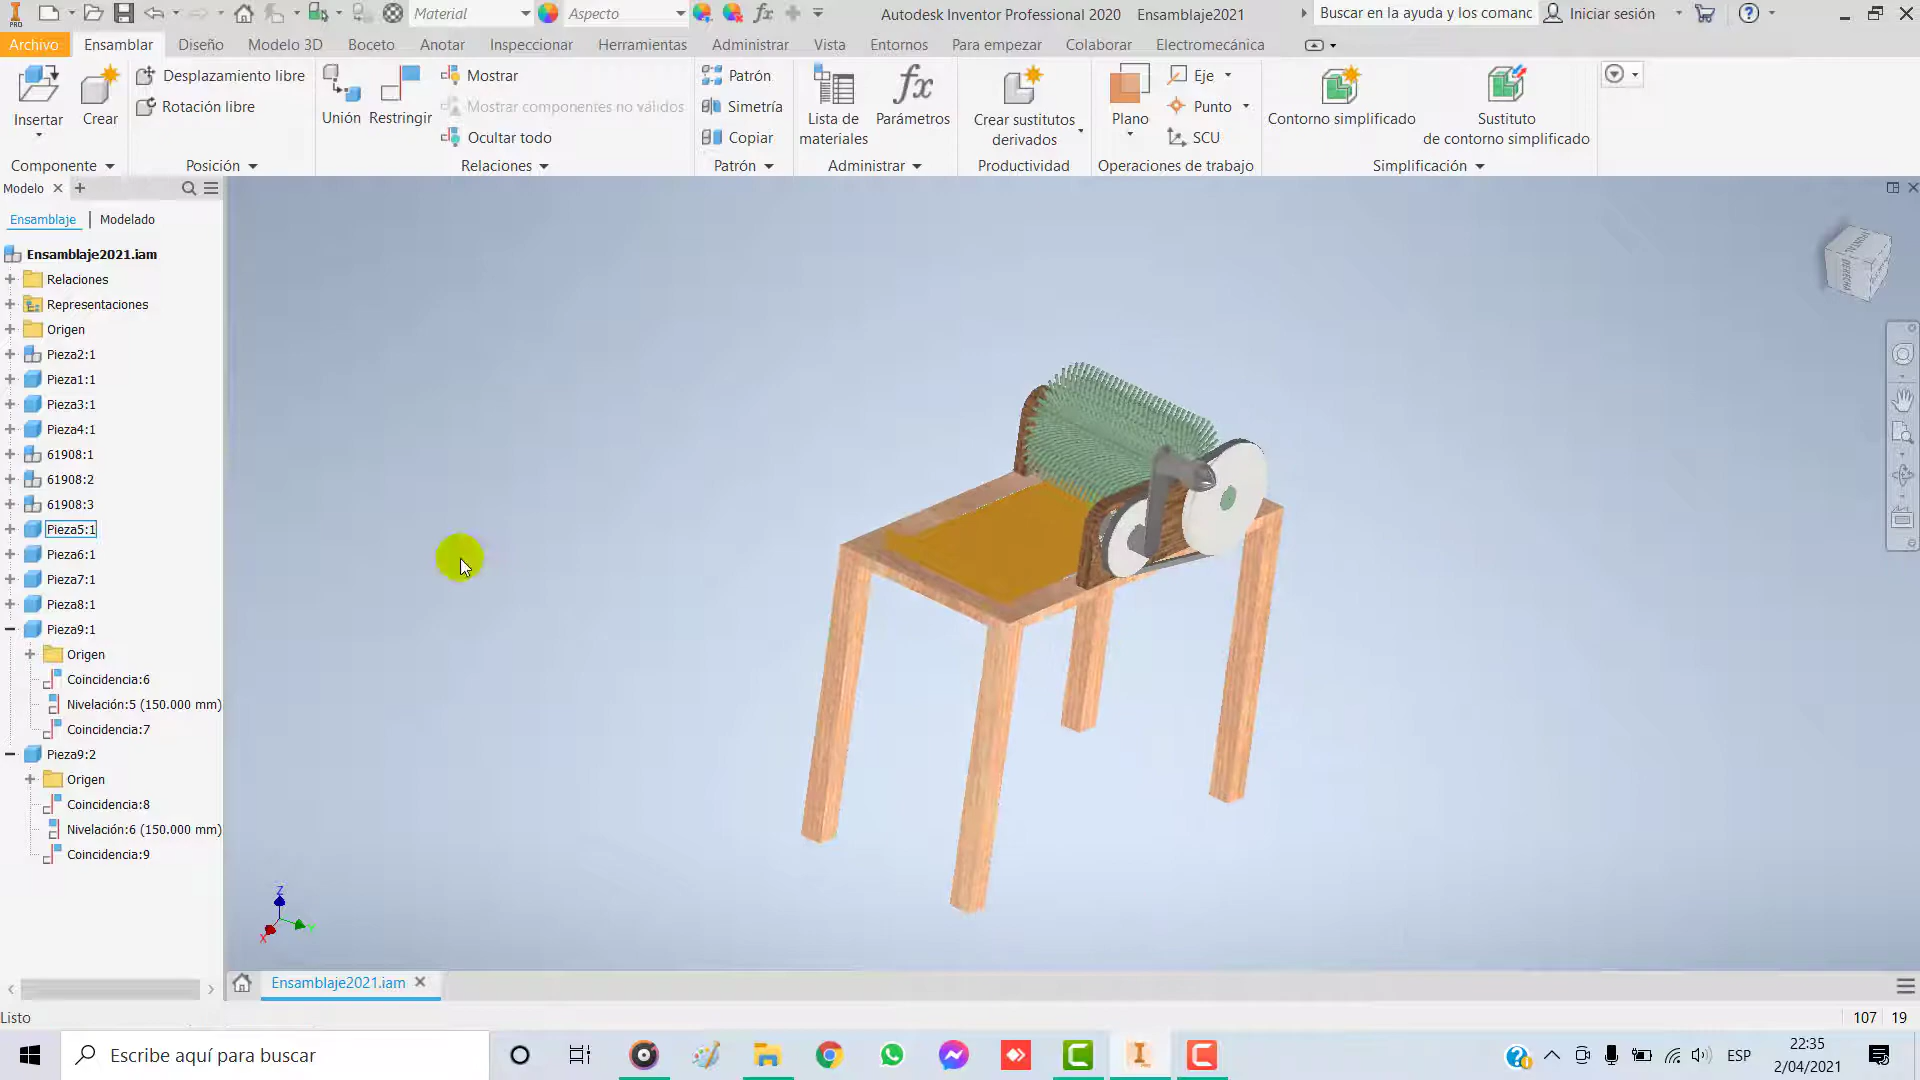 PRO
Material
Aspecto
fx
Autodesk Inventor Professional 2020 Ensamblaje2021
Buscar en la ayuda y los comanc
Iniciar sesión
Archivo
Ensamblar
Diseño
Modelo 3D
Boceto
Anotar
Inspeccionar
Herramientas
Administrar
Vista
Entornos
Para empezar
Colaborar
Electromecánica
Insertar
Crear
Desplazamiento libre
Rotación libre
Unión
Restringir
Mostrar
Mostrar componentes no válidos
Ocultar todo
Patrón
Simetría
Copiar
Lista de
materiales
fx
Parámetros
Crear sustitutos
derivados
Plano
Eje
Punto
SCU
Contorno simplificado
Sustituto
de contorno simplificado
Componente
Posición
Relaciones
Patrón
Administrar
Productividad
Operaciones de trabajo
Simplificación
Modelo
Ensamblaje | Modelado
Ensamblaje2021.iam
Relaciones
Representaciones
Origen
Pieza2:1
Pieza1:1
Pieza3:1
Pieza4:1
61908:1
61908:2
61908:3
Pieza5:1
Pieza6:1
Pieza7:1
Pieza8:1
Pieza9:1
Origen
Coincidencia:6
Nivelación:5 (150.000 mm)
Coincidencia:7
Pieza9:2
Origen
Coincidencia:8
Nivelación:6 (150.000 mm)
Coincidencia:9
FRONTAL
DERECHA
Z
X
Y
Ensamblaje2021.iam
Listo
107 19
Escribe aquí para buscar
ESP
22:35
2/04/2021